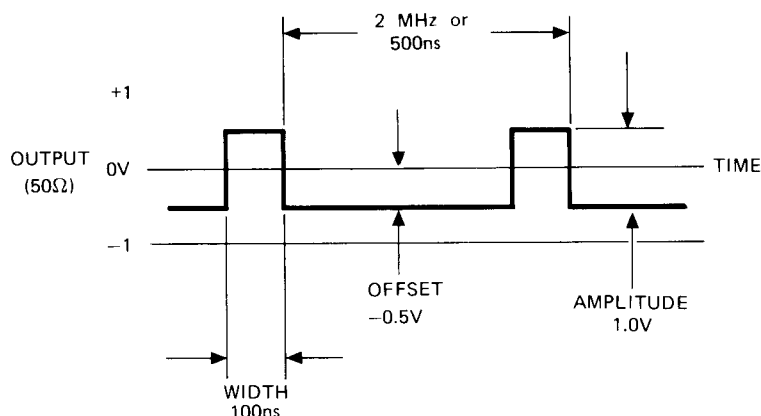 2 MHz or
500ns
+1
OUTPUT
(50Ω)
0V
TIME
−1
OFFSET
−0.5V
AMPLITUDE
1.0V
WIDTH
100ns